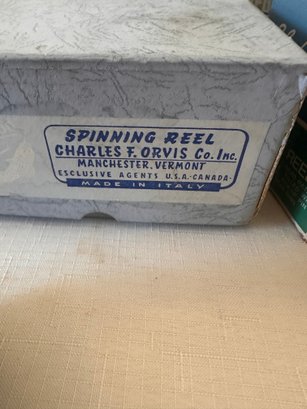 SPINNING REEL
CHARLES F. ORVIS Co. Inc.
MANCHESTER, VERMONT
EXCLUSIVE AGENTS U.S.A.-CANADA-
MADE IN ITALY